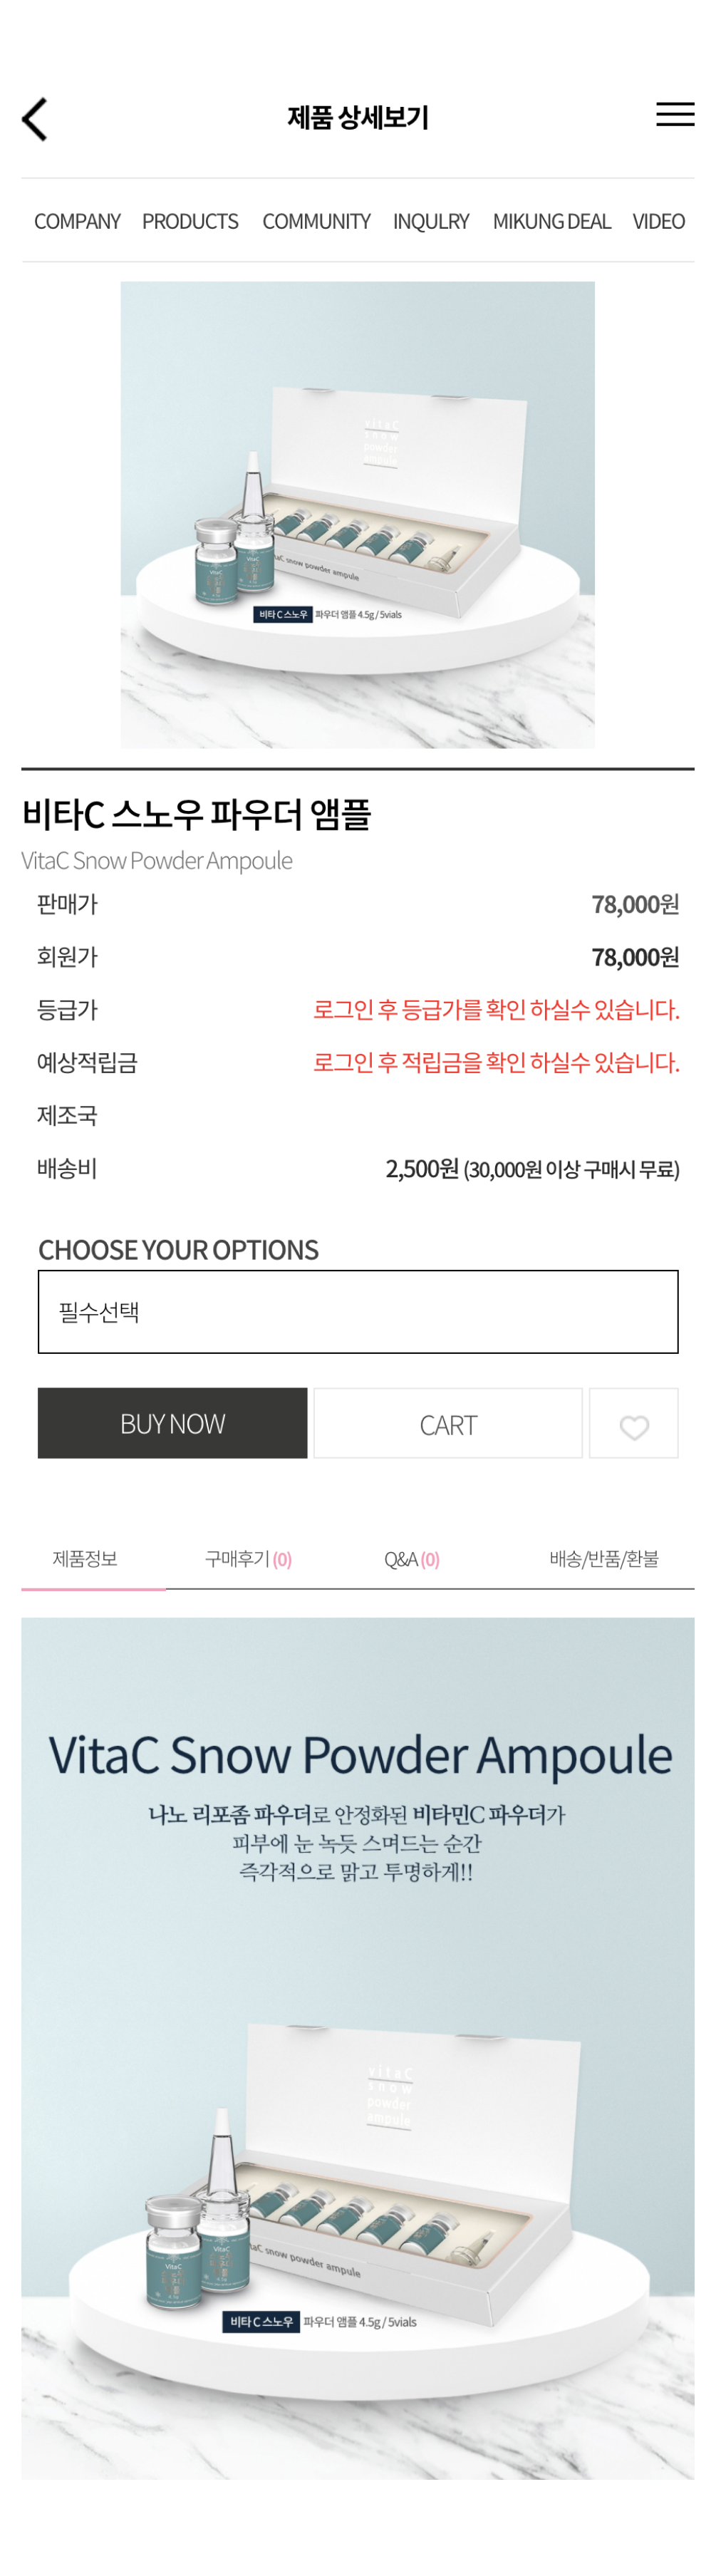 제품 상세보기
COMPANY PRODUCTS COMMUNITY INQULRY MIKUNG DEAL VIDEO
vitaC
snow
powder
ampule
VitaC
vitaC snow powder ampule
비타 C 스노우 파우더 앰플 4.5g / 5vials
비타C 스노우 파우더 앰플
VitaC Snow Powder Ampoule
판매가 78,000원
회원가 78,000원
등급가 로그인 후 등급가를 확인 하실수 있습니다.
예상적립금 로그인 후 적립금을 확인 하실수 있습니다.
제조국
배송비 2,500원 (30,000원 이상 구매시 무료)
CHOOSE YOUR OPTIONS
필수선택
BUY NOW CART
제품정보 구매후기 (0) Q&A (0) 배송/반품/환불
VitaC Snow Powder Ampoule
나노 리포좀 파우더로 안정화된 비타민C 파우더가
피부에 눈 녹듯 스며드는 순간
즉각적으로 맑고 투명하게!!
vitaC
snow
powder
ampule
VitaC
VitaC
vitaC snow powder ampule
비타 C 스노우 파우더 앰플 4.5g / 5vials